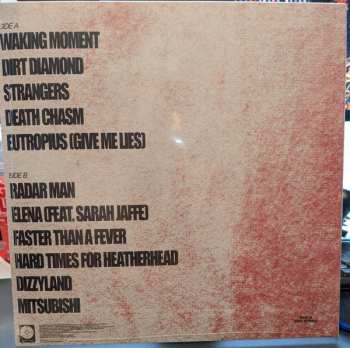 SIDE A
WAKING MOMENT
DIRT DIAMOND
STRANGERS
DEATH CHASM
EUTROPIUS (GIVE ME LIES)
SIDE B
RADAR MAN
ELENA (FEAT. SARAH JAFFE)
FASTER THAN A FEVER
HARD TIMES FOR HEATHERHEAD
DIZZYLAND
MITSUBISHI